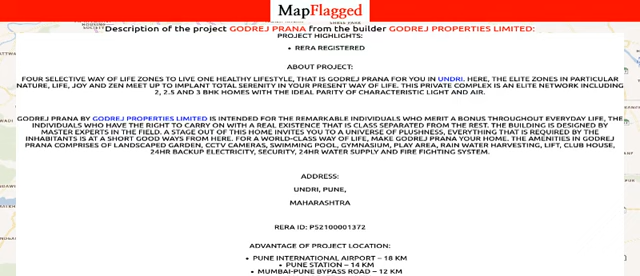 MapFlagged
Description of the project GODREJ PRANA from the builder GODREJ PROPERTIES LIMITED:
PROJECT HIGHLIGHTS:
• RERA REGISTERED
ABOUT PROJECT:
FOUR SELECTIVE WAY OF LIFE ZONES TO LIVE ONE HEALTHY LIFESTYLE, THAT IS GODREJ PRANA FOR YOU IN UNDRI. HERE, THE ELITE ZONES IN PARTICULAR
NATURE, LIFE, JOY AND ZEN MEET UP TO IMPLANT TOTAL SERENITY IN YOUR PRESENT WAY OF LIFE. THIS PRIVATE COMPLEX IS AN ELITE NETWORK INCLUDING
2, 2.5 AND 3 BHK HOMES WITH THE IDEAL PARITY OF CHARACTERISTIC LIGHT AND AIR.
GODREJ PRANA BY GODREJ PROPERTIES LIMITED IS INTENDED FOR THE REMARKABLE INDIVIDUALS WHO MERIT A BONUS THROUGHOUT EVERYDAY LIFE, THE
INDIVIDUALS WHO HAVE THE RIGHT TO CARRY ON WITH A REAL EXISTENCE THAT IS CLASS SEPARATED FROM THE REST. THE BUILDING IS DESIGNED BY
MASTER EXPERTS IN THE FIELD. A STAGE OUT OF THIS HOME INVITES YOU TO A UNIVERSE OF PLUSHNESS, EVERYTHING THAT IS REQUIRED BY THE
INHABITANTS IS AT A SHORT GOOD WAYS FROM HERE. FOR A WORLD-CLASS WAY OF LIFE, MAKE GODREJ PRANA YOUR HOME. THE AMENITIES IN GODREJ
PRANA COMPRISES OF LANDSCAPED GARDEN, CCTV CAMERAS, SWIMMING POOL, GYMNASIUM, PLAY AREA, RAIN WATER HARVESTING, LIFT, CLUB HOUSE,
24HR BACKUP ELECTRICITY, SECURITY, 24HR WATER SUPPLY AND FIRE FIGHTING SYSTEM.
ADDRESS:
UNDRI, PUNE,
MAHARASHTRA
RERA ID: P52100001372
ADVANTAGE OF PROJECT LOCATION:
• PUNE INTERNATIONAL AIRPORT – 18 KM
• PUNE STATION – 14 KM
• MUMBAI-PUNE BYPASS ROAD – 12 KM